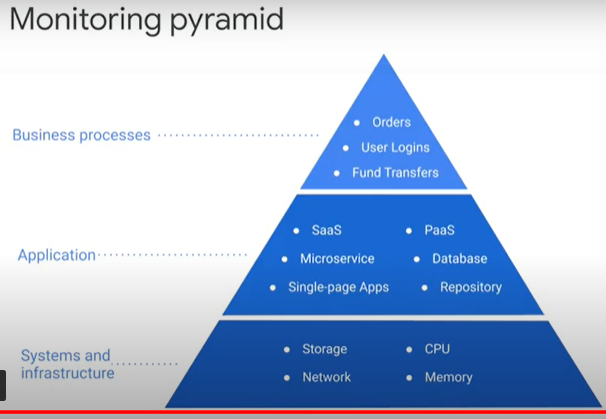 Monitoring pyramid
Business processes
Orders
User Logins
Fund Transfers
Application
SaaS
PaaS
Microservice
Database
Single-page Apps
Repository
Systems and
infrastructure
Storage
CPU
Network
Memory